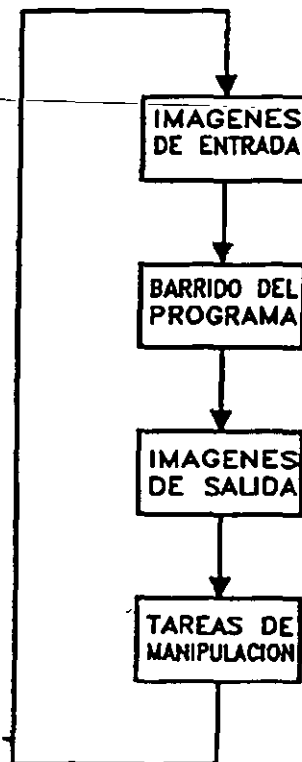 IMAGENES
DE ENTRADA
BARRIDO DEL
PROGRAMA
IMAGENES
DE SALIDA
TAREAS DE
MANIPULACION